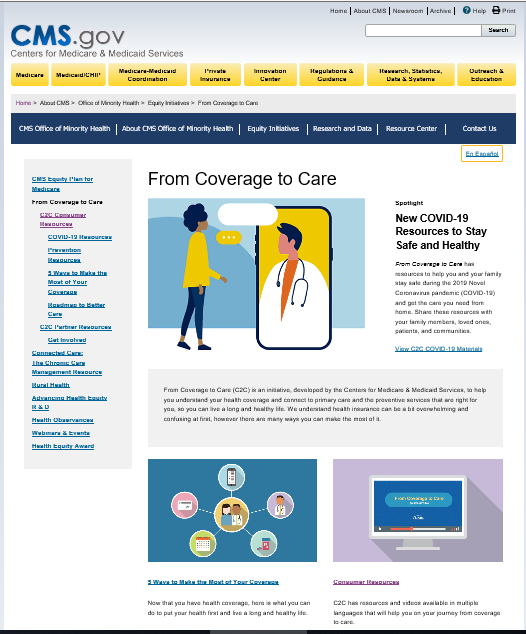 Home | About CMS | Newsroom | Archive | Help Print
CMS.gov
Search
Centers for Medicare & Medicaid Services
Medicare
Medicaid/CHIP
Medicare-Medicaid
Coordination
Private
Insurance
Innovation
Center
Regulations &
Guidance
Research, Statistics,
Data & Systems
Outreach &
Education
Home > About CMS > Office of Minority Health > Equity Initiatives > From Coverage to Care
CMS Office of Minority Health | About CMS Office of Minority Health | Equity Initiatives | Research and Data | Resource Center | Contact Us
En Español
CMS Equity Plan for
Medicare
From Coverage to Care
C2C Consumer
Resources
COVID-19 Resources
Prevention
Resources
5 Ways to Make the
Most of Your
Coverage
Roadmap to Better
Care
C2C Partner Resources
Get Involved
Connected Care:
The Chronic Care
Management Resource
Rural Health
Advancing Health Equity
R & D
Health Observances
Webinars & Events
Health Equity Award
From Coverage to Care
Spotlight
New COVID-19
Resources to Stay
Safe and Healthy
From Coverage to Care has
resources to help you and your family
stay safe during the 2019 Novel
Coronavirus pandemic (COVID-19)
and get the care you need from
home. Share these resources with
your family members, loved ones,
patients, and communities.
View C2C COVID-19 Materials
From Coverage to Care (C2C) is an initiative, developed by the Centers for Medicare & Medicaid Services, to help
you understand your health coverage and connect to primary care and the preventive services that are right for
you, so you can live a long and healthy life. We understand health insurance can be a bit overwhelming and
confusing at first, however there are many ways you can make the most of it.
From Coverage to Care
5 Ways to Make the Most of Your Coverage
Now that you have health coverage, here is what you can
do to put your health first and live a long and healthy life.
Consumer Resources
C2C has resources and videos available in multiple
languages that will help you on your journey from coverage
to care.